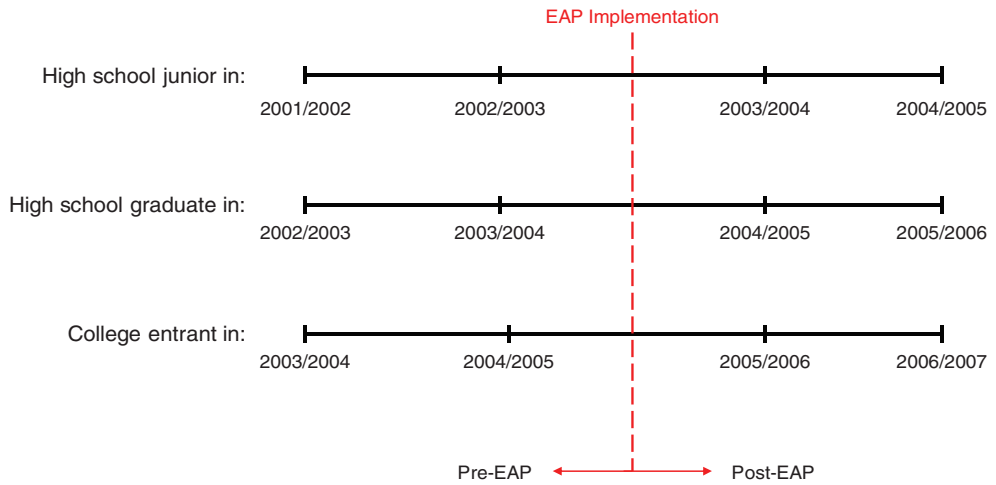 EAP Implementation
High school junior in:
2001/2002 2002/2003 2003/2004 2004/2005
High school graduate in:
2002/2003 2003/2004 2004/2005 2005/2006
College entrant in:
2003/2004 2004/2005 2005/2006 2006/2007
Pre-EAP Post-EAP